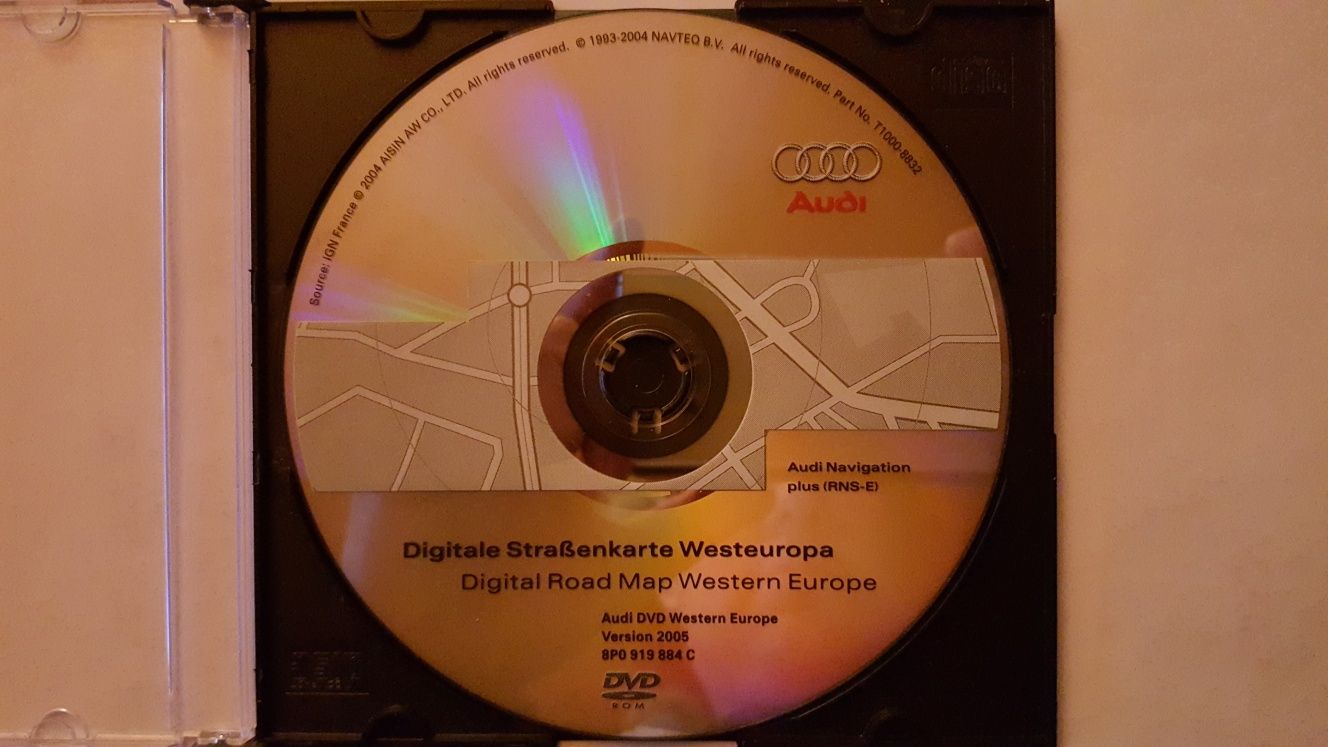 Source: IGN France © 2004 AISIN AW CO., LTD. All rights reserved. © 1993-2004 NAVTEQ B.V. All rights reserved. Part No. T1000-8832
Audi
Audi Navigation
plus (RNS-E)
Digitale Straßenkarte Westeuropa
Digital Road Map Western Europe
Audi DVD Western Europe
Version 2005
8P0 919 884 C
DVD
ROM